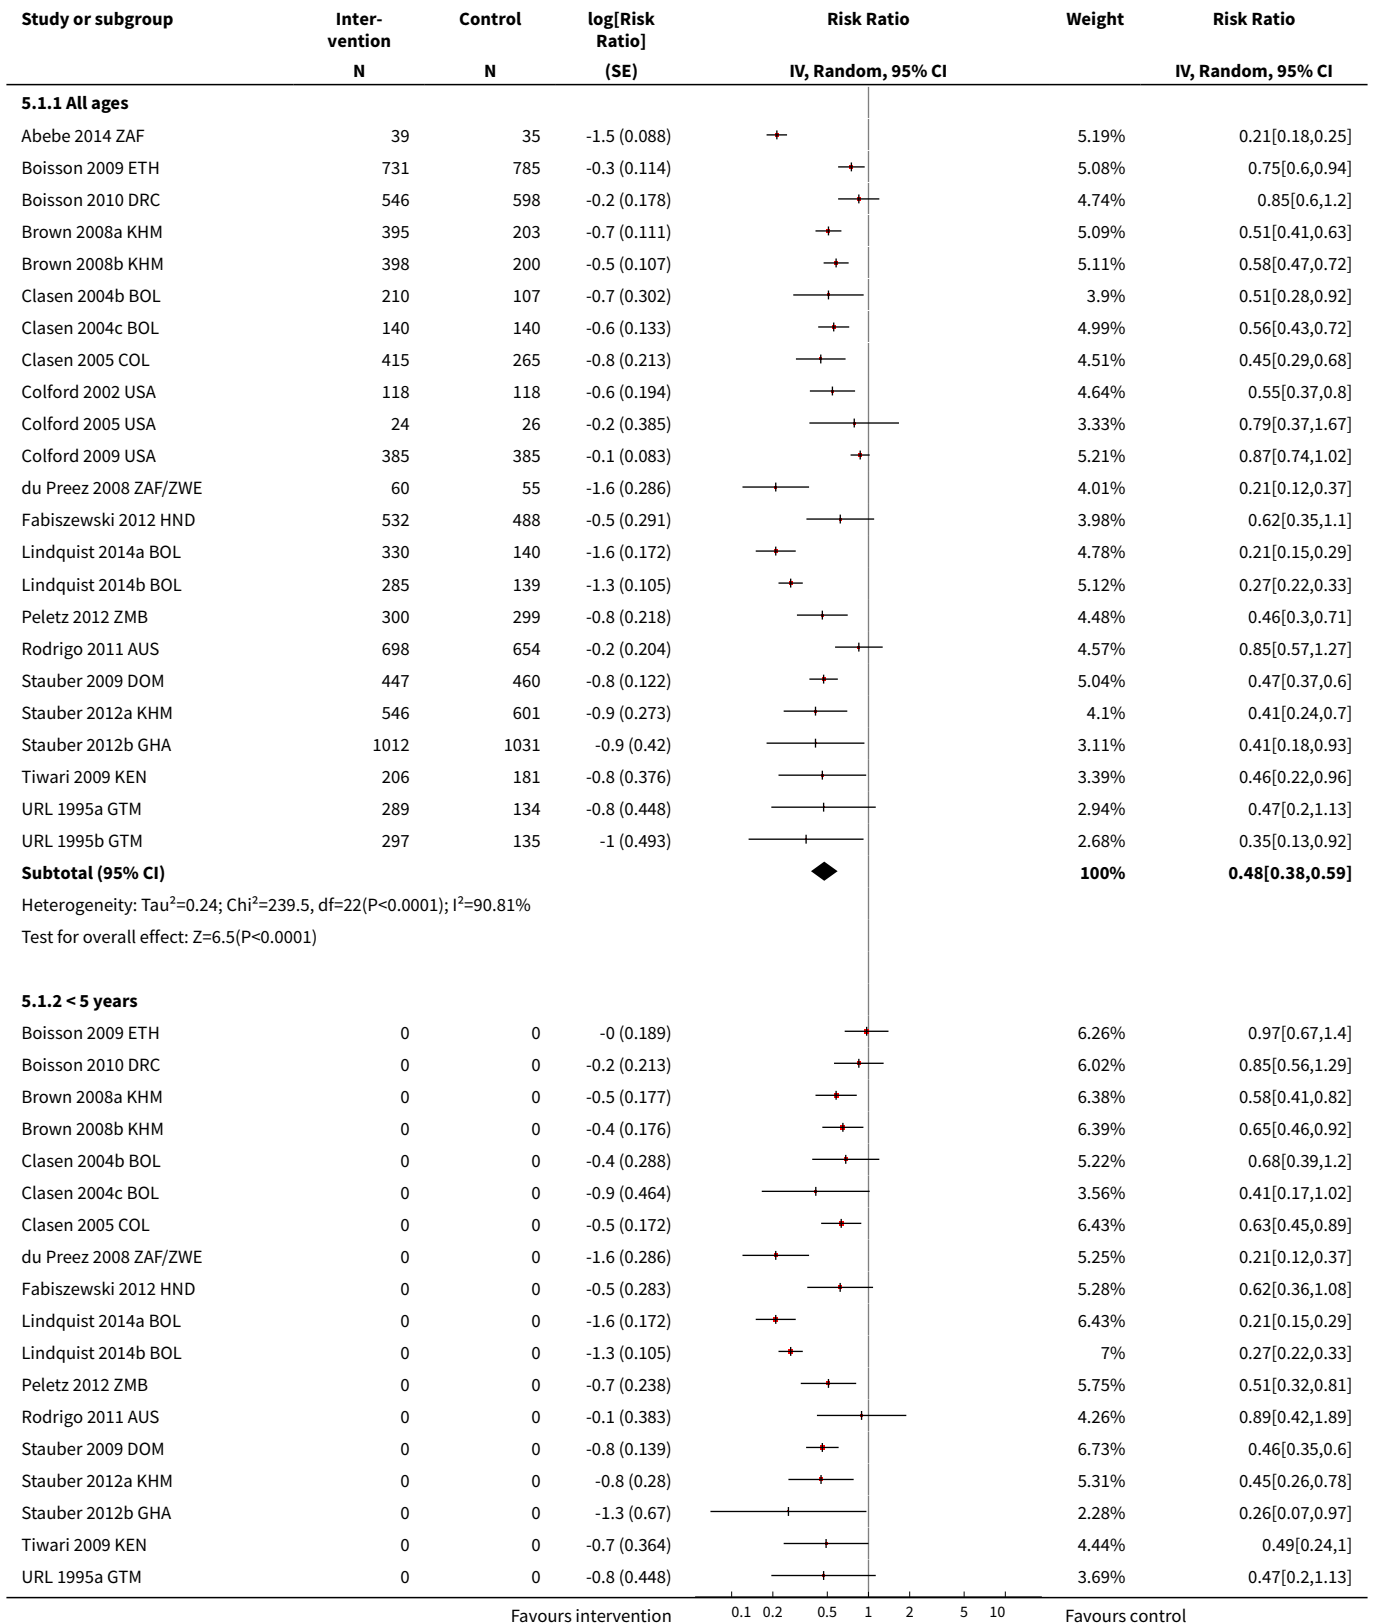 Study or subgroup Inter- Control log[Risk Risk Ratio Weight Risk Ratio
vention Ratio]
N N (SE) IV, Random, 95% CI IV, Random, 95% CI
5.1.1 All ages
Abebe 2014 ZAF 39 35 -1.5 (0.088) 5.19% 0.21[0.18,0.25]
Boisson 2009 ETH 731 785 -0.3 (0.114) 5.08% 0.75[0.6,0.94]
Boisson 2010 DRC 546 598 -0.2 (0.178) 4.74% 0.85[0.6,1.2]
Brown 2008a KHM 395 203 -0.7 (0.111) 5.09% 0.51[0.41,0.63]
Brown 2008b KHM 398 200 -0.5 (0.107) 5.11% 0.58[0.47,0.72]
Clasen 2004b BOL 210 107 -0.7 (0.302) 3.9% 0.51[0.28,0.92]
Clasen 2004c BOL 140 140 -0.6 (0.133) 4.99% 0.56[0.43,0.72]
Clasen 2005 COL 415 265 -0.8 (0.213) 4.51% 0.45[0.29,0.68]
Colford 2002 USA 118 118 -0.6 (0.194) 4.64% 0.55[0.37,0.8]
Colford 2005 USA 24 26 -0.2 (0.385) 3.33% 0.79[0.37,1.67]
Colford 2009 USA 385 385 -0.1 (0.083) 5.21% 0.87[0.74,1.02]
du Preez 2008 ZAF/ZWE 60 55 -1.6 (0.286) 4.01% 0.21[0.12,0.37]
Fabiszewski 2012 HND 532 488 -0.5 (0.291) 3.98% 0.62[0.35,1.1]
Lindquist 2014a BOL 330 140 -1.6 (0.172) 4.78% 0.21[0.15,0.29]
Lindquist 2014b BOL 285 139 -1.3 (0.105) 5.12% 0.27[0.22,0.33]
Peletz 2012 ZMB 300 299 -0.8 (0.218) 4.48% 0.46[0.3,0.71]
Rodrigo 2011 AUS 698 654 -0.2 (0.204) 4.57% 0.85[0.57,1.27]
Stauber 2009 DOM 447 460 -0.8 (0.122) 5.04% 0.47[0.37,0.6]
Stauber 2012a KHM 546 601 -0.9 (0.273) 4.1% 0.41[0.24,0.7]
Stauber 2012b GHA 1012 1031 -0.9 (0.42) 3.11% 0.41[0.18,0.93]
Tiwari 2009 KEN 206 181 -0.8 (0.376) 3.39% 0.46[0.22,0.96]
URL 1995a GTM 289 134 -0.8 (0.448) 2.94% 0.47[0.2,1.13]
URL 1995b GTM 297 135 -1 (0.493) 2.68% 0.35[0.13,0.92]
Subtotal (95% CI) 100% 0.48[0.38,0.59]
Heterogeneity: Tau²=0.24; Chi²=239.5, df=22(P<0.0001); I²=90.81%
Test for overall effect: Z=6.5(P<0.0001)
5.1.2 < 5 years
Boisson 2009 ETH 0 0 -0 (0.189) 6.26% 0.97[0.67,1.4]
Boisson 2010 DRC 0 0 -0.2 (0.213) 6.02% 0.85[0.56,1.29]
Brown 2008a KHM 0 0 -0.5 (0.177) 6.38% 0.58[0.41,0.82]
Brown 2008b KHM 0 0 -0.4 (0.176) 6.39% 0.65[0.46,0.92]
Clasen 2004b BOL 0 0 -0.4 (0.288) 5.22% 0.68[0.39,1.2]
Clasen 2004c BOL 0 0 -0.9 (0.464) 3.56% 0.41[0.17,1.02]
Clasen 2005 COL 0 0 -0.5 (0.172) 6.43% 0.63[0.45,0.89]
du Preez 2008 ZAF/ZWE 0 0 -1.6 (0.286) 5.25% 0.21[0.12,0.37]
Fabiszewski 2012 HND 0 0 -0.5 (0.283) 5.28% 0.62[0.36,1.08]
Lindquist 2014a BOL 0 0 -1.6 (0.172) 6.43% 0.21[0.15,0.29]
Lindquist 2014b BOL 0 0 -1.3 (0.105) 7% 0.27[0.22,0.33]
Peletz 2012 ZMB 0 0 -0.7 (0.238) 5.75% 0.51[0.32,0.81]
Rodrigo 2011 AUS 0 0 -0.1 (0.383) 4.26% 0.89[0.42,1.89]
Stauber 2009 DOM 0 0 -0.8 (0.139) 6.73% 0.46[0.35,0.6]
Stauber 2012a KHM 0 0 -0.8 (0.28) 5.31% 0.45[0.26,0.78]
Stauber 2012b GHA 0 0 -1.3 (0.67) 2.28% 0.26[0.07,0.97]
Tiwari 2009 KEN 0 0 -0.7 (0.364) 4.44% 0.49[0.24,1]
URL 1995a GTM 0 0 -0.8 (0.448) 3.69% 0.47[0.2,1.13]
Favours intervention 0.1 0.2 0.5 1 2 5 10 Favours control